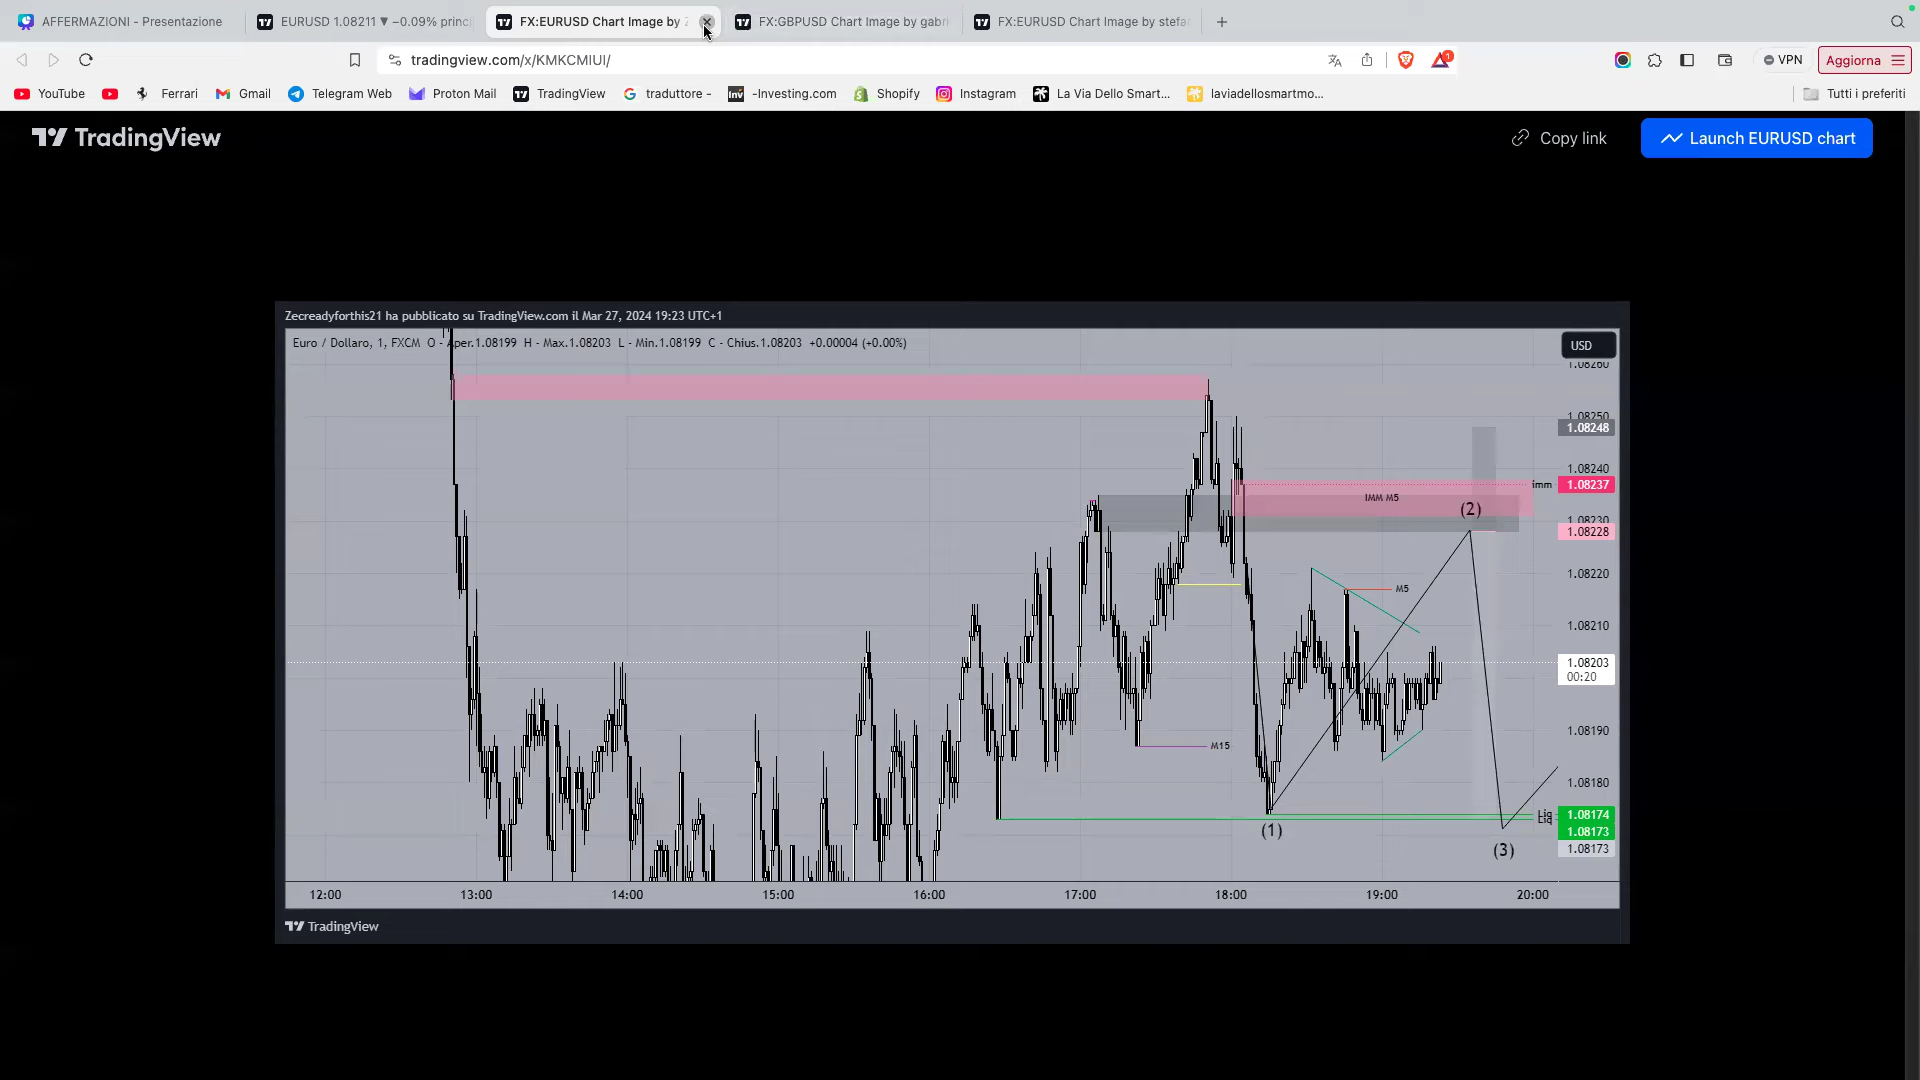 AFFERMAZIONI - Presentazione
EURUSD 1.08211 ▼ −0.09% princi
FX:EURUSD Chart Image by
FX:GBPUSD Chart Image by gabri
FX:EURUSD Chart Image by stefa
tradingview.com/x/KMKCMIUI/
VPN
Aggiorna
YouTube
Ferrari
Gmail
Telegram Web
Proton Mail
TradingView
traduttore -
-Investing.com
Shopify
Instagram
La Via Dello Smart...
laviadellosmartmo...
Tutti i preferiti
TradingView
Copy link
Launch EURUSD chart
Zecreadyforthis21 ha pubblicato su TradingView.com il Mar 27, 2024 19:23 UTC+1
Euro / Dollaro, 1, FXCM O - Aper.1.08199 H - Max.1.08203 L - Min.1.08199 C - Chius.1.08203 +0.00004 (+0.00%)
USD
1.08260
1.08250
1.08248
1.08240
imm 1.08237
IMM M5
(2)
1.08230
1.08228
1.08220
M5
1.08210
1.08203
00:20
1.08190
M15
1.08180
Liq 1.08174
Liq 1.08173
1.08173
(1)
(3)
12:00 13:00 14:00 15:00 16:00 17:00 18:00 19:00 20:00
TradingView